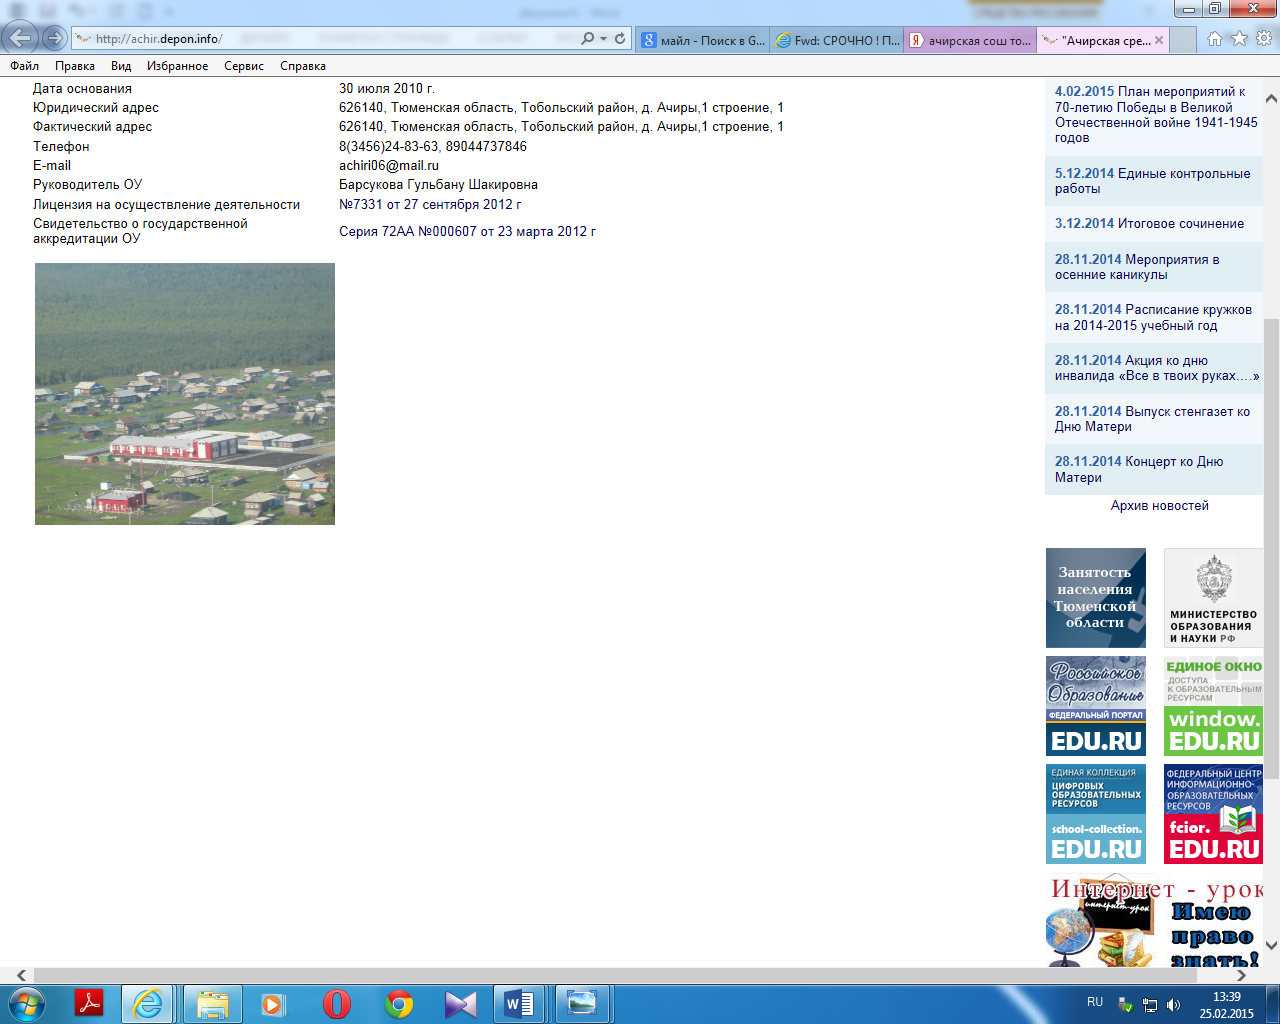 http://achir.depon.info/
майл - Поиск в G...
Fwd: СРОЧНО ! П...
ачирская сош то...
"Ачирская сре...
Файл Правка Вид Избранное Сервис Справка
Дата основания 30 июля 2010 г.
Юридический адрес 626140, Тюменская область, Тобольский район, д. Ачиры,1 строение, 1
Фактический адрес 626140, Тюменская область, Тобольский район, д. Ачиры,1 строение, 1
Телефон 8(3456)24-83-63, 89044737846
E-mail achiri06@mail.ru
Руководитель ОУ Барсукова Гульбану Шакировна
Лицензия на осуществление деятельности №7331 от 27 сентября 2012 г
Свидетельство о государственной
аккредитации ОУ Серия 72АА №000607 от 23 марта 2012 г
4.02.2015 План мероприятий к
70-летию Победы в Великой
Отечественной войне 1941-1945
годов
5.12.2014 Единые контрольные
работы
3.12.2014 Итоговое сочинение
28.11.2014 Мероприятия в
осенние каникулы
28.11.2014 Расписание кружков
на 2014-2015 учебный год
28.11.2014 Акция ко дню
инвалида «Все в твоих руках....»
28.11.2014 Выпуск стенгазет ко
Дню Матери
28.11.2014 Концерт ко Дню
Матери
Архив новостей
Занятость
населения
Тюменской
области
МИНИСТЕРСТВО
ОБРАЗОВАНИЯ
И НАУКИ РФ
Российское
Образование
ФЕДЕРАЛЬНЫЙ ПОРТАЛ
EDU.RU
ЕДИНОЕ ОКНО
ДОСТУПА
К ОБРАЗОВАТЕЛЬНЫМ
РЕСУРСАМ
window.
EDU.RU
ЕДИНАЯ КОЛЛЕКЦИЯ
ЦИФРОВЫХ
ОБРАЗОВАТЕЛЬНЫХ
РЕСУРСОВ
school-collection.
EDU.RU
ФЕДЕРАЛЬНЫЙ ЦЕНТР
ИНФОРМАЦИОННО-
ОБРАЗОВАТЕЛЬНЫХ
РЕСУРСОВ
fcior.
EDU.RU
Интернет - урок
интернет-урок
Имею
право
знать!
RU
13:39
25.02.2015